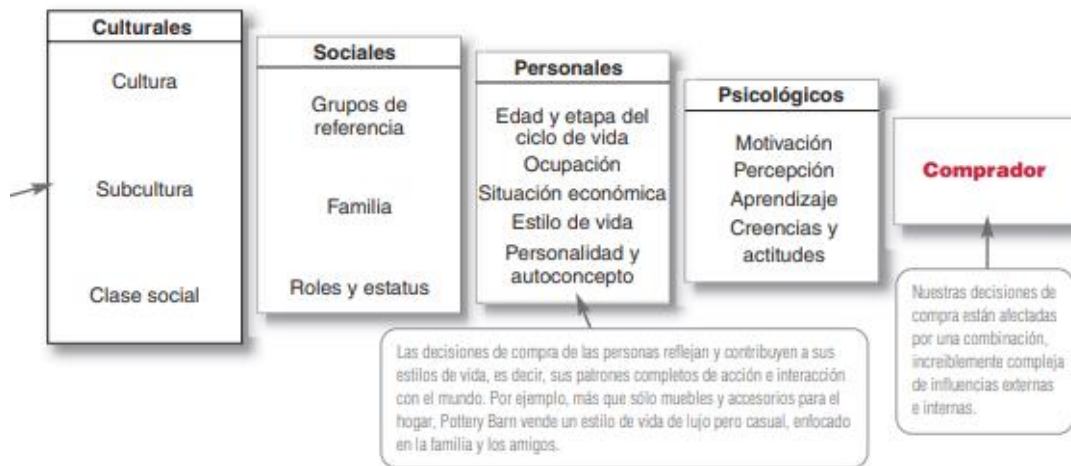 Culturales
Cultura
Subcultura
Clase social
Sociales
Grupos de
referencia
Familia
Roles y estatus
Personales
Edad y etapa del
ciclo de vida
Ocupación
Situación económica
Estilo de vida
Personalidad y
autoconcepto
Psicológicos
Motivación
Percepción
Aprendizaje
Creencias y
actitudes
Comprador
Las decisiones de compra de las personas reflejan y contribuyen a sus
estilos de vida, es decir, sus patrones completos de acción e interacción
con el mundo. Por ejemplo, más que sólo muebles y accesorios para el
hogar, Pottery Barn vende un estilo de vida de lujo pero casual, enfocado
en la familia y los amigos.
Nuestras decisiones de
compra están afectadas
por una combinación,
increíblemente compleja
de influencias externas
e internas.